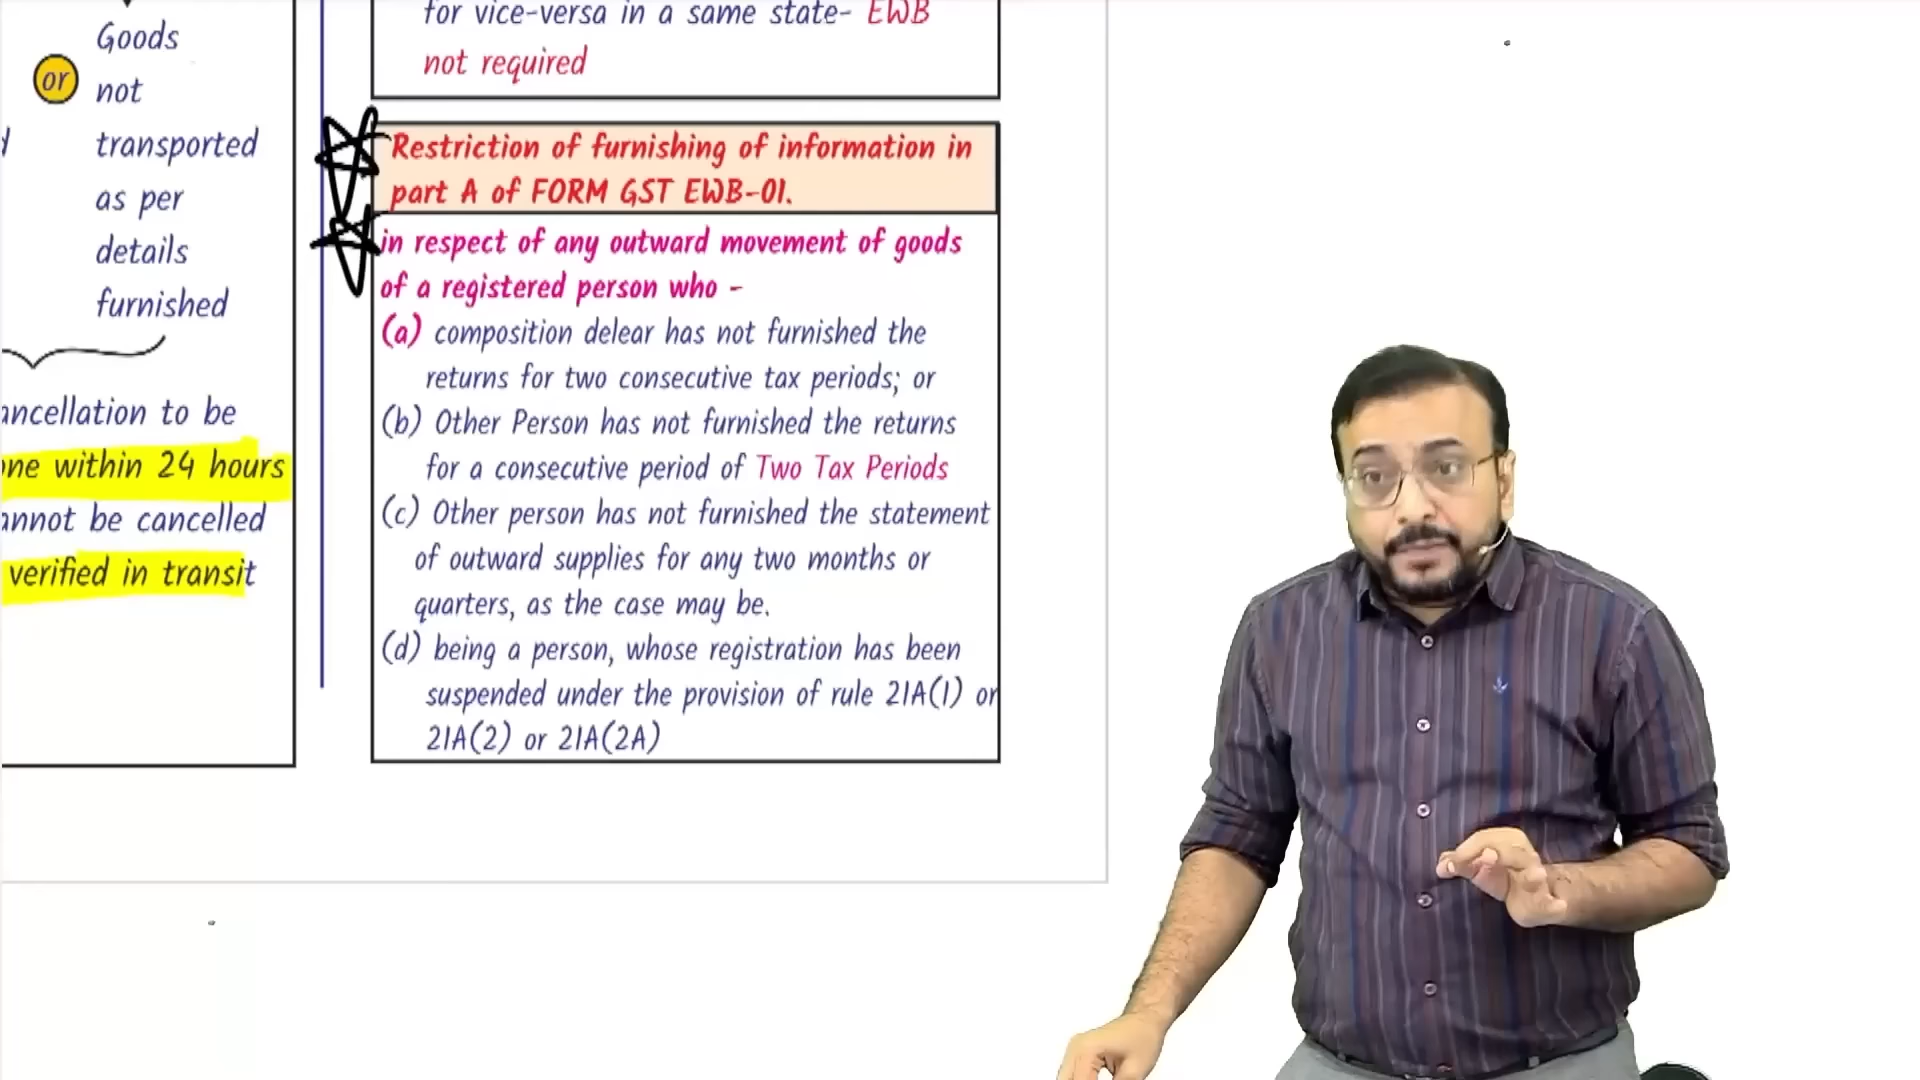 Goods
or
not
transported
as per
details
furnished
ancellation to be
one within 24 hours
annot be cancelled
verified in transit
for vice-versa in a same state- EWB
not required
Restriction of furnishing of information in
part A of FORM GST EWB-01.
in respect of any outward movement of goods
of a registered person who -
(a) composition delear has not furnished the
returns for two consecutive tax periods; or
(b) Other Person has not furnished the returns
for a consecutive period of Two Tax Periods
(c) Other person has not furnished the statement
of outward supplies for any two months or
quarters, as the case may be.
(d) being a person, whose registration has been
suspended under the provision of rule 21A(1) or
21A(2) or 21A(2A)